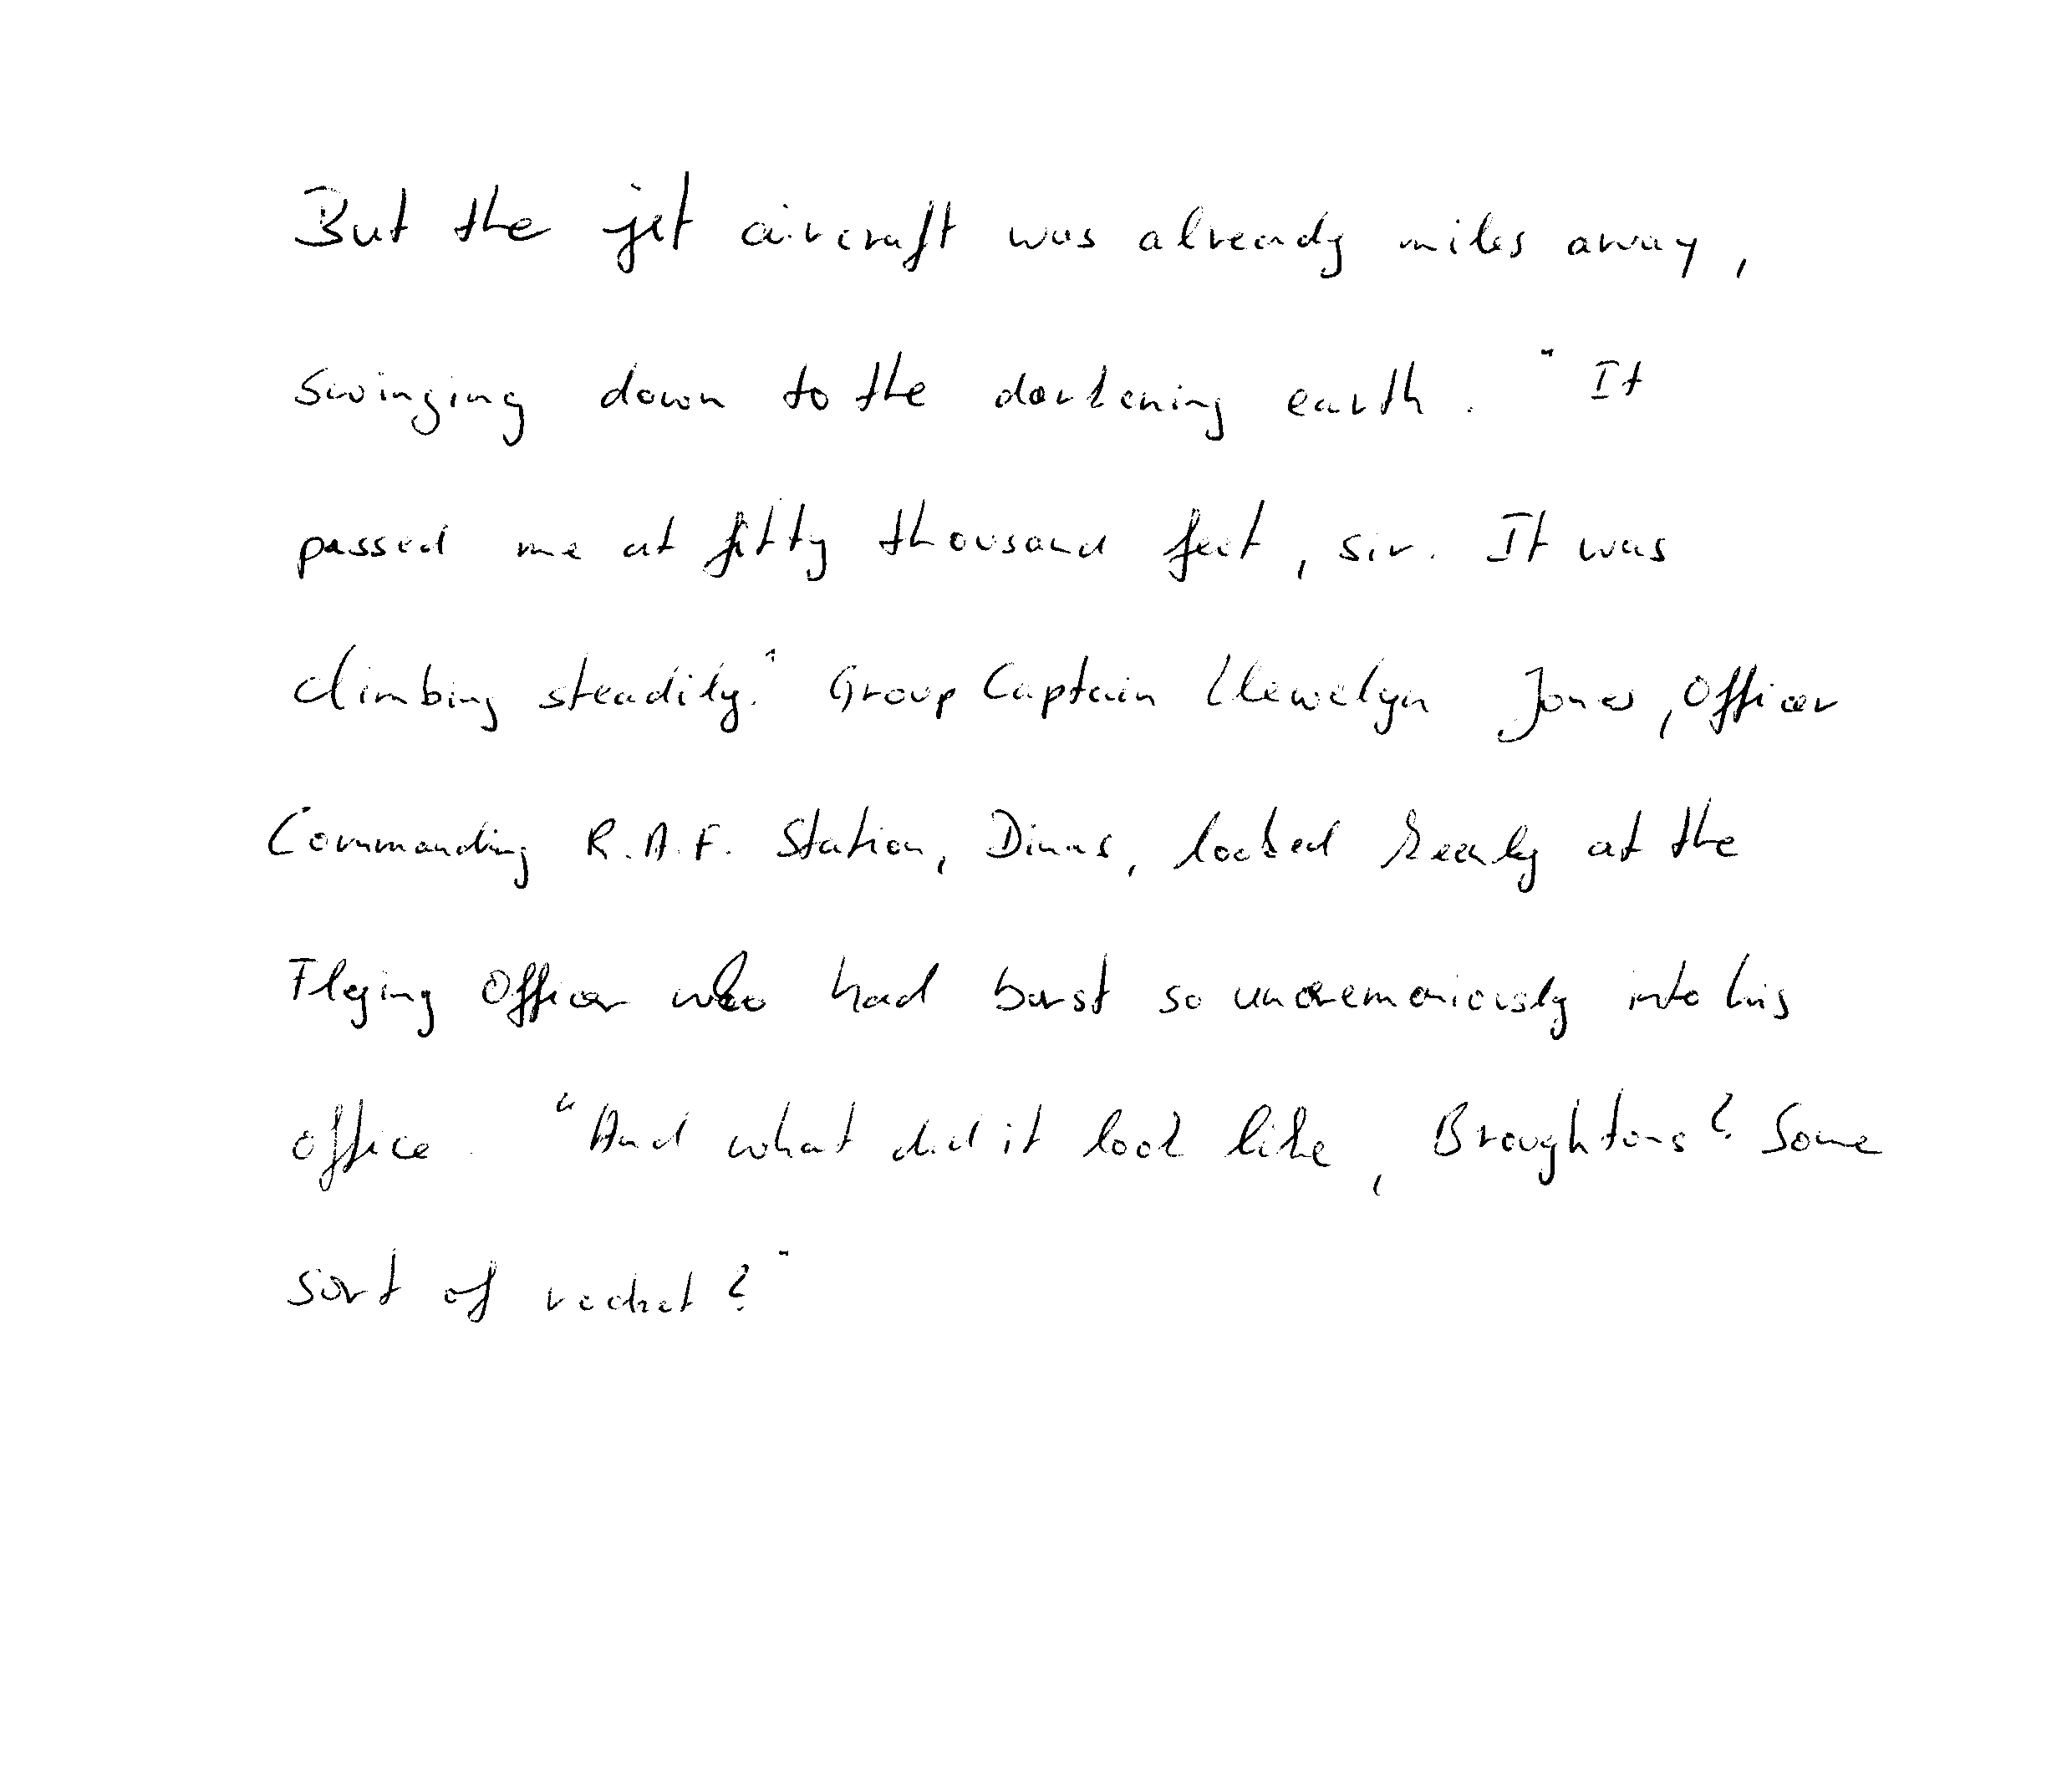 But the jet aircraft was already miles away,
swinging down to the darkening earth. "It
passed me at fifty thousand feet, sir. It was
climbing steadily." Group Captain Llewelyn Jones, Officer
Commanding R.A.F. Station, Dinas, looked keenly at the
Flying Officer who had burst so unceremoniously into his
office. "And what did it look like, Broughtons? Some
sort of rocket?"